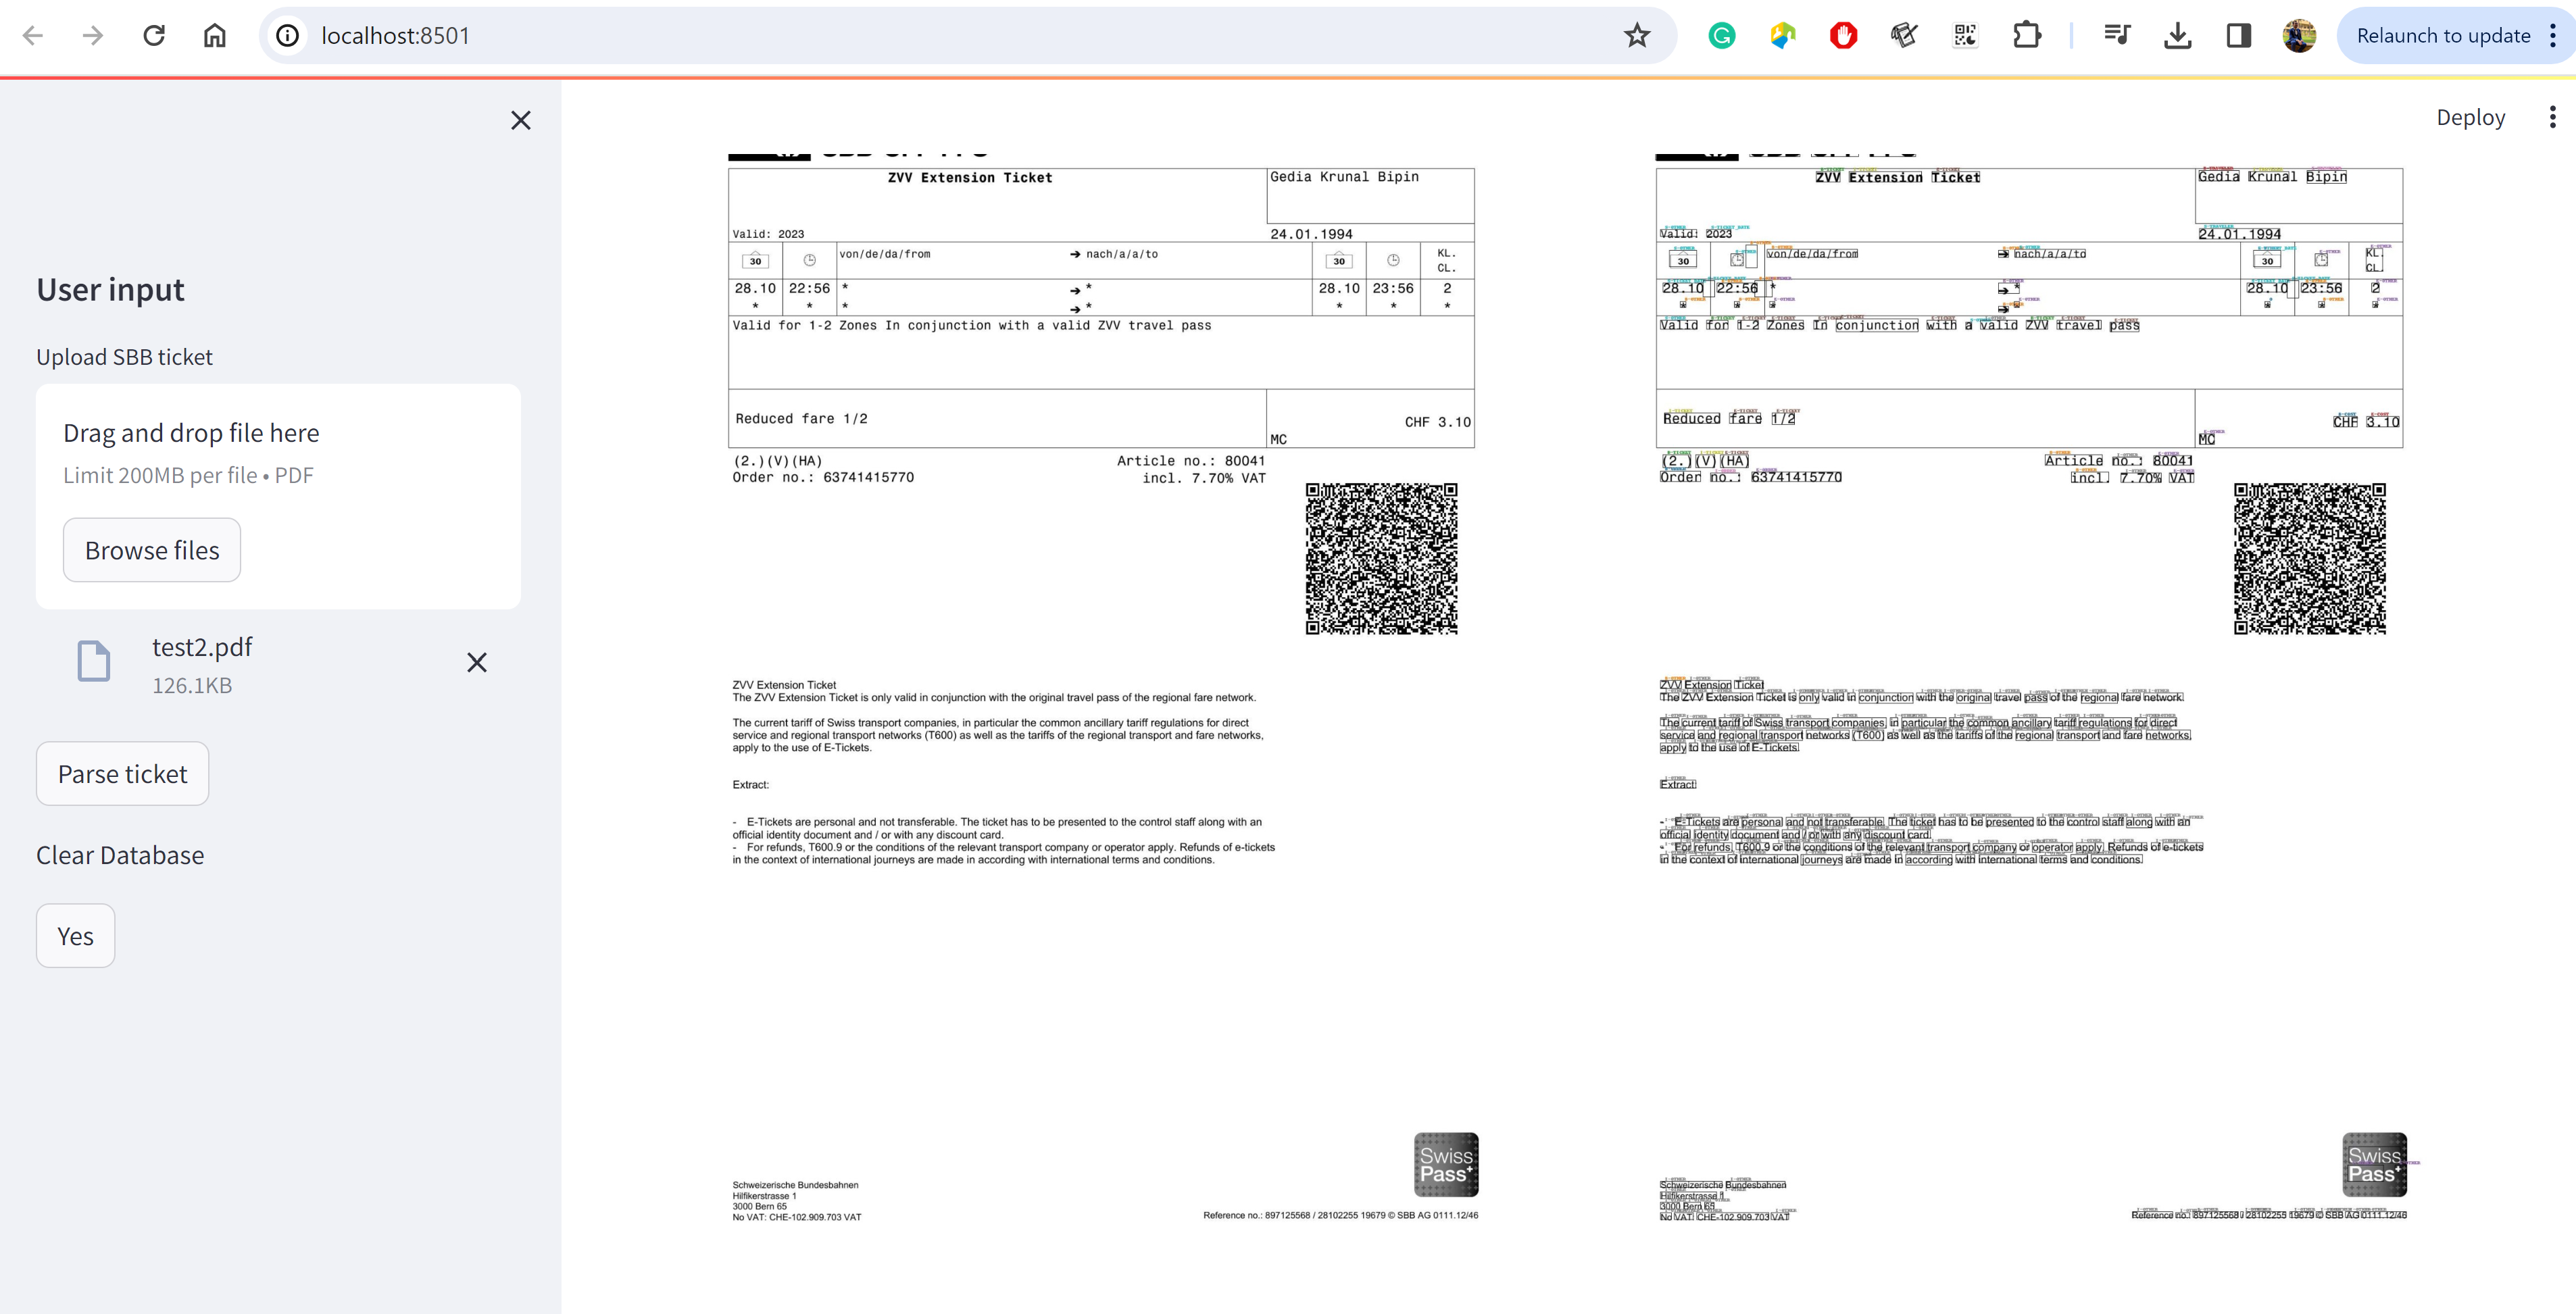 localhost:8501
Relaunch to update
Deploy
User input
Upload SBB ticket
Drag and drop file here
Limit 200MB per file • PDF
Browse files
test2.pdf
126.1KB
Parse ticket
Clear Database
Yes
ZVV Extension Ticket
Gedia Krunal Bipin
Valid: 2023
24.01.1994
30 von/de/da/from ➔ nach/a/a/to 30 KL. CL.
28.10 22:56 * ➔ * 28.10 23:56 2
* * * ➔ * * * *
Valid for 1-2 Zones In conjunction with a valid ZVV travel pass
Reduced fare 1/2
CHF 3.10
MC
(2.)(V)(HA) Article no.: 80041
Order no.: 63741415770 incl. 7.70% VAT
ZVV Extension Ticket
The ZVV Extension Ticket is only valid in conjunction with the original travel pass of the regional fare network.
The current tariff of Swiss transport companies, in particular the common ancillary tariff regulations for direct
service and regional transport networks (T600) as well as the tariffs of the regional transport and fare networks,
apply to the use of E-Tickets.
Extract:
- E-Tickets are personal and not transferable. The ticket has to be presented to the control staff along with an
official identity document and / or with any discount card.
- For refunds, T600.9 or the conditions of the relevant transport company or operator apply. Refunds of e-tickets
in the context of international journeys are made in according with international terms and conditions.
Swiss
Pass+
Schweizerische Bundesbahnen
Hilfikerstrasse 1
3000 Bern 65
No VAT: CHE-102.909.703 VAT
Reference no.: 897125568 / 28102255 19679 © SBB AG 0111.12/46
ZVV Extension Ticket
Gedia Krunal Bipin
Valid: 2023
24.01.1994
30 von/de/da/from ➔ nach/a/a/to 30 KL. CL.
28.10 22:56 * ➔ * 28.10 23:56 2
* * * ➔ * * * *
Valid for 1-2 Zones In conjunction with a valid ZVV travel pass
Reduced fare 1/2
CHF 3.10
MC
(2.)(V)(HA) Article no.: 80041
Order no.: 63741415770 incl. 7.70% VAT
ZVV Extension Ticket
The ZVV Extension Ticket is only valid in conjunction with the original travel pass of the regional fare network.
The current tariff of Swiss transport companies, in particular the common ancillary tariff regulations for direct
service and regional transport networks (T600) as well as the tariffs of the regional transport and fare networks,
apply to the use of E-Tickets.
Extract:
- E-Tickets are personal and not transferable. The ticket has to be presented to the control staff along with an
official identity document and / or with any discount card.
- For refunds, T600.9 or the conditions of the relevant transport company or operator apply. Refunds of e-tickets
in the context of international journeys are made in according with international terms and conditions.
Swiss
Pass+
Schweizerische Bundesbahnen
Hilfikerstrasse 1
3000 Bern 65
No VAT: CHE-102.909.703 VAT
Reference no.: 897125568 / 28102255 19679 © SBB AG 0111.12/46